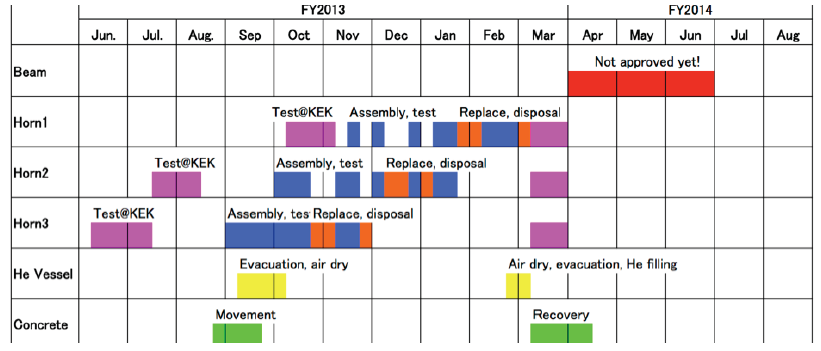 FY2013 FY2014
Jun. Jul. Aug. Sep Oct Nov Dec Jan Feb Mar Apr May Jun Jul Aug
Not approved yet!
Beam
Test@KEK Assembly, test Replace, disposal
Horn1
Test@KEK Assembly, test Replace, disposal
Horn2
Test@KEK Assembly, tes Replace, disposal
Horn3
Evacuation, air dry Air dry, evacuation, He filling
He Vessel
Movement Recovery
Concrete